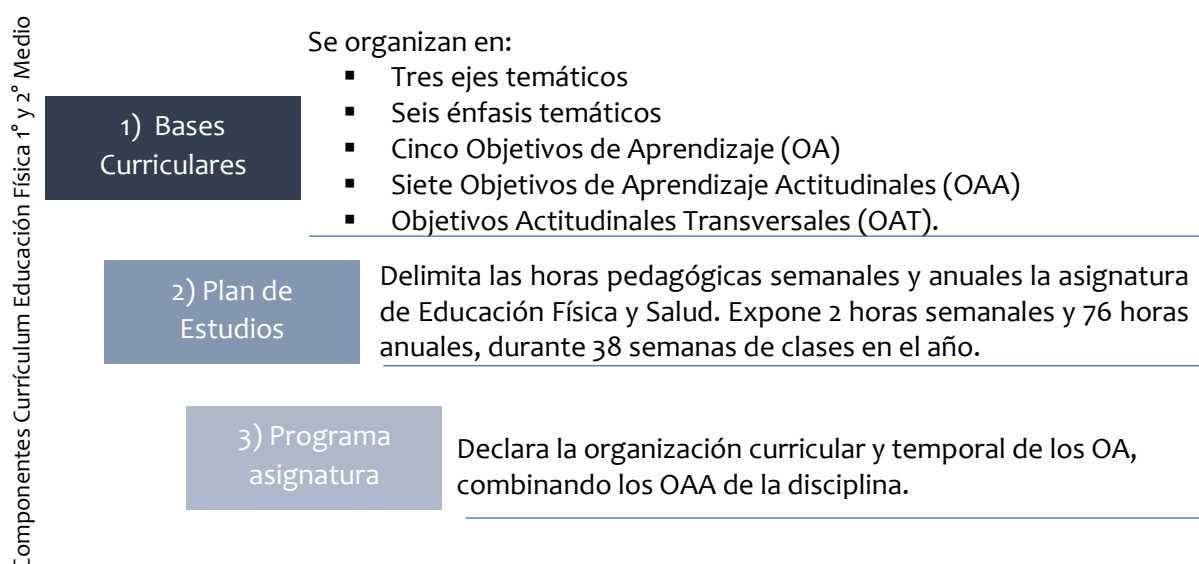 Componentes Currículum Educación Física 1° y 2° Medio
1) Bases
Curriculares
Se organizan en:
▪ Tres ejes temáticos
▪ Seis énfasis temáticos
▪ Cinco Objetivos de Aprendizaje (OA)
▪ Siete Objetivos de Aprendizaje Actitudinales (OAA)
▪ Objetivos Actitudinales Transversales (OAT).
2) Plan de
Estudios
Delimita las horas pedagógicas semanales y anuales la asignatura
de Educación Física y Salud. Expone 2 horas semanales y 76 horas
anuales, durante 38 semanas de clases en el año.
3) Programa
asignatura
Declara la organización curricular y temporal de los OA,
combinando los OAA de la disciplina.